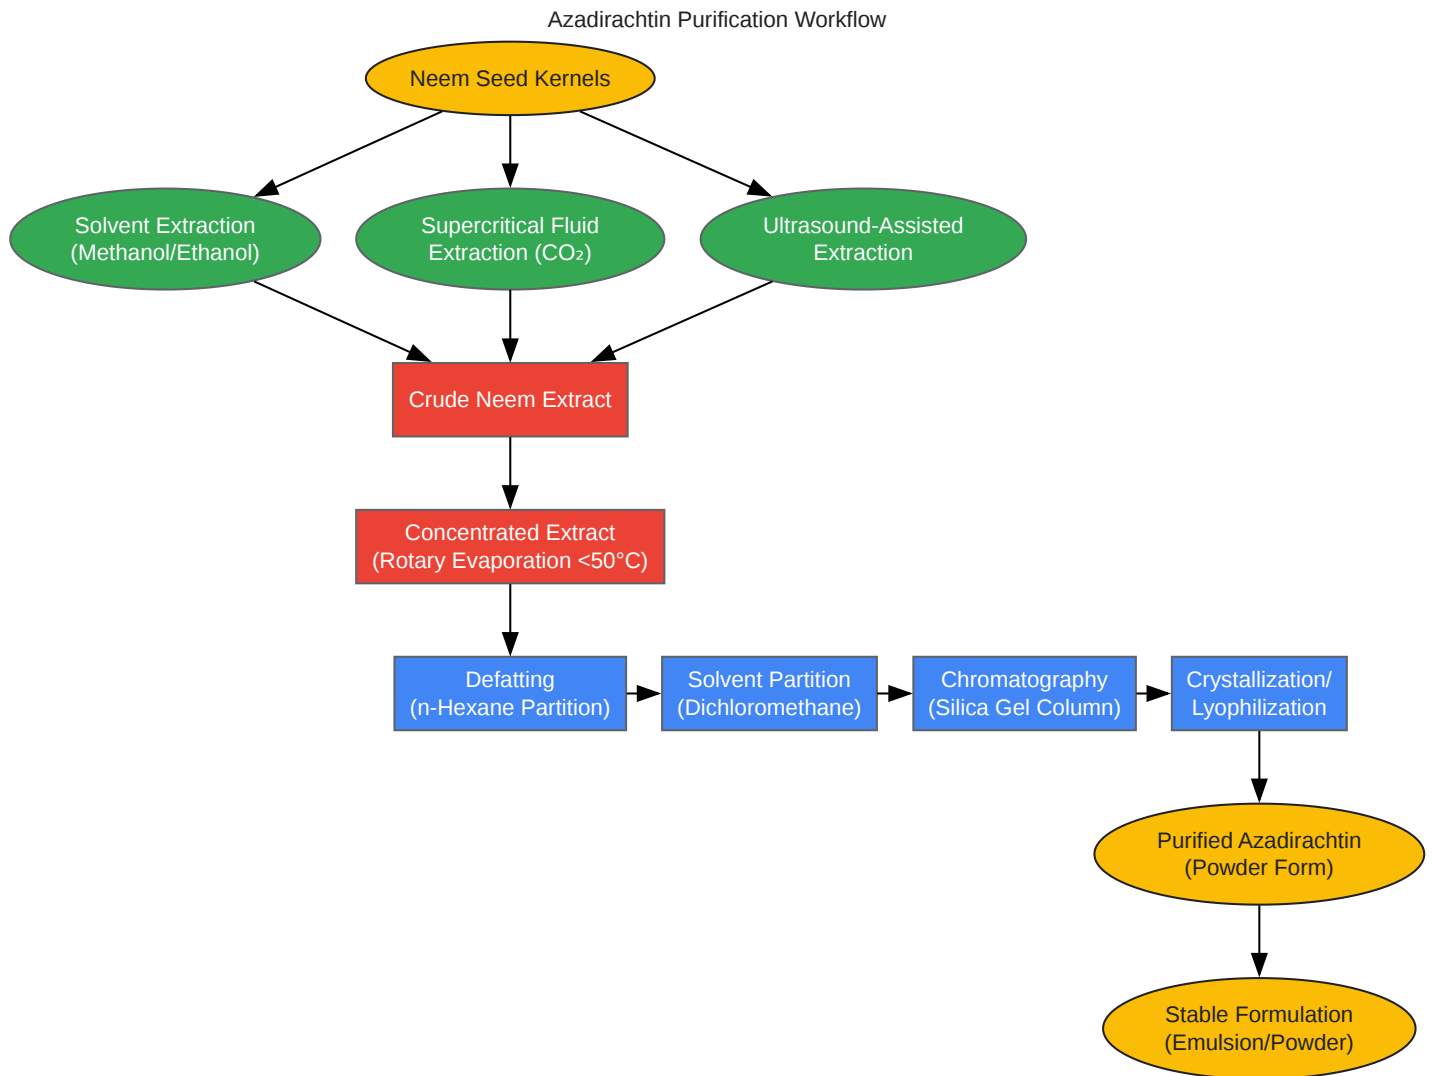 Azadirachtin Purification Workflow
Neem Seed Kernels
Solvent Extraction
(Methanol/Ethanol)
Supercritical Fluid
Extraction (CO₂)
Ultrasound-Assisted
Extraction
Crude Neem Extract
Concentrated Extract
(Rotary Evaporation <50°C)
Defatting
(n-Hexane Partition)
Solvent Partition
(Dichloromethane)
Chromatography
(Silica Gel Column)
Crystallization/
Lyophilization
Purified Azadirachtin
(Powder Form)
Stable Formulation
(Emulsion/Powder)